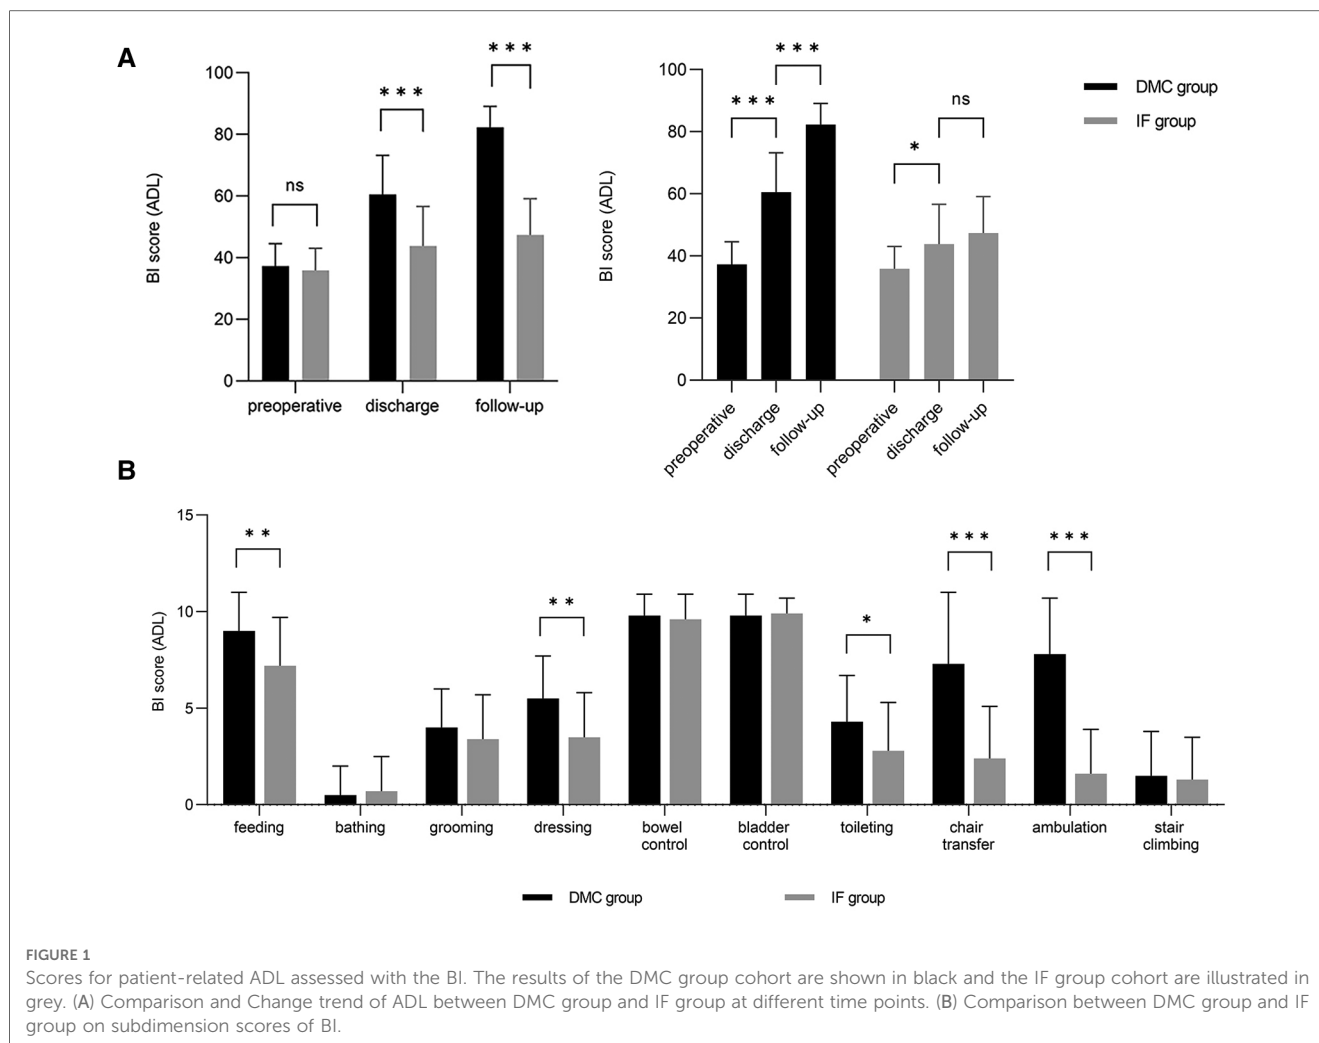 A
BI score (ADL)
100
80
60
40
20
0
ns
* * *
* * *
preoperative
discharge
follow-up
BI score (ADL)
100
80
60
40
20
0
* * *
* * *
*
ns
preoperative
discharge
follow-up
preoperative
discharge
follow-up
DMC group
IF group
B
BI score (ADL)
15
10
5
0
* *
* *
*
* * *
* * *
feeding
bathing
grooming
dressing
bowel
control
bladder
control
toileting
chair
transfer
ambulation
stair
climbing
DMC group
IF group
FIGURE 1
Scores for patient-related ADL assessed with the BI. The results of the DMC group cohort are shown in black and the IF group cohort are illustrated in
grey. (A) Comparison and Change trend of ADL between DMC group and IF group at different time points. (B) Comparison between DMC group and IF
group on subdimension scores of BI.